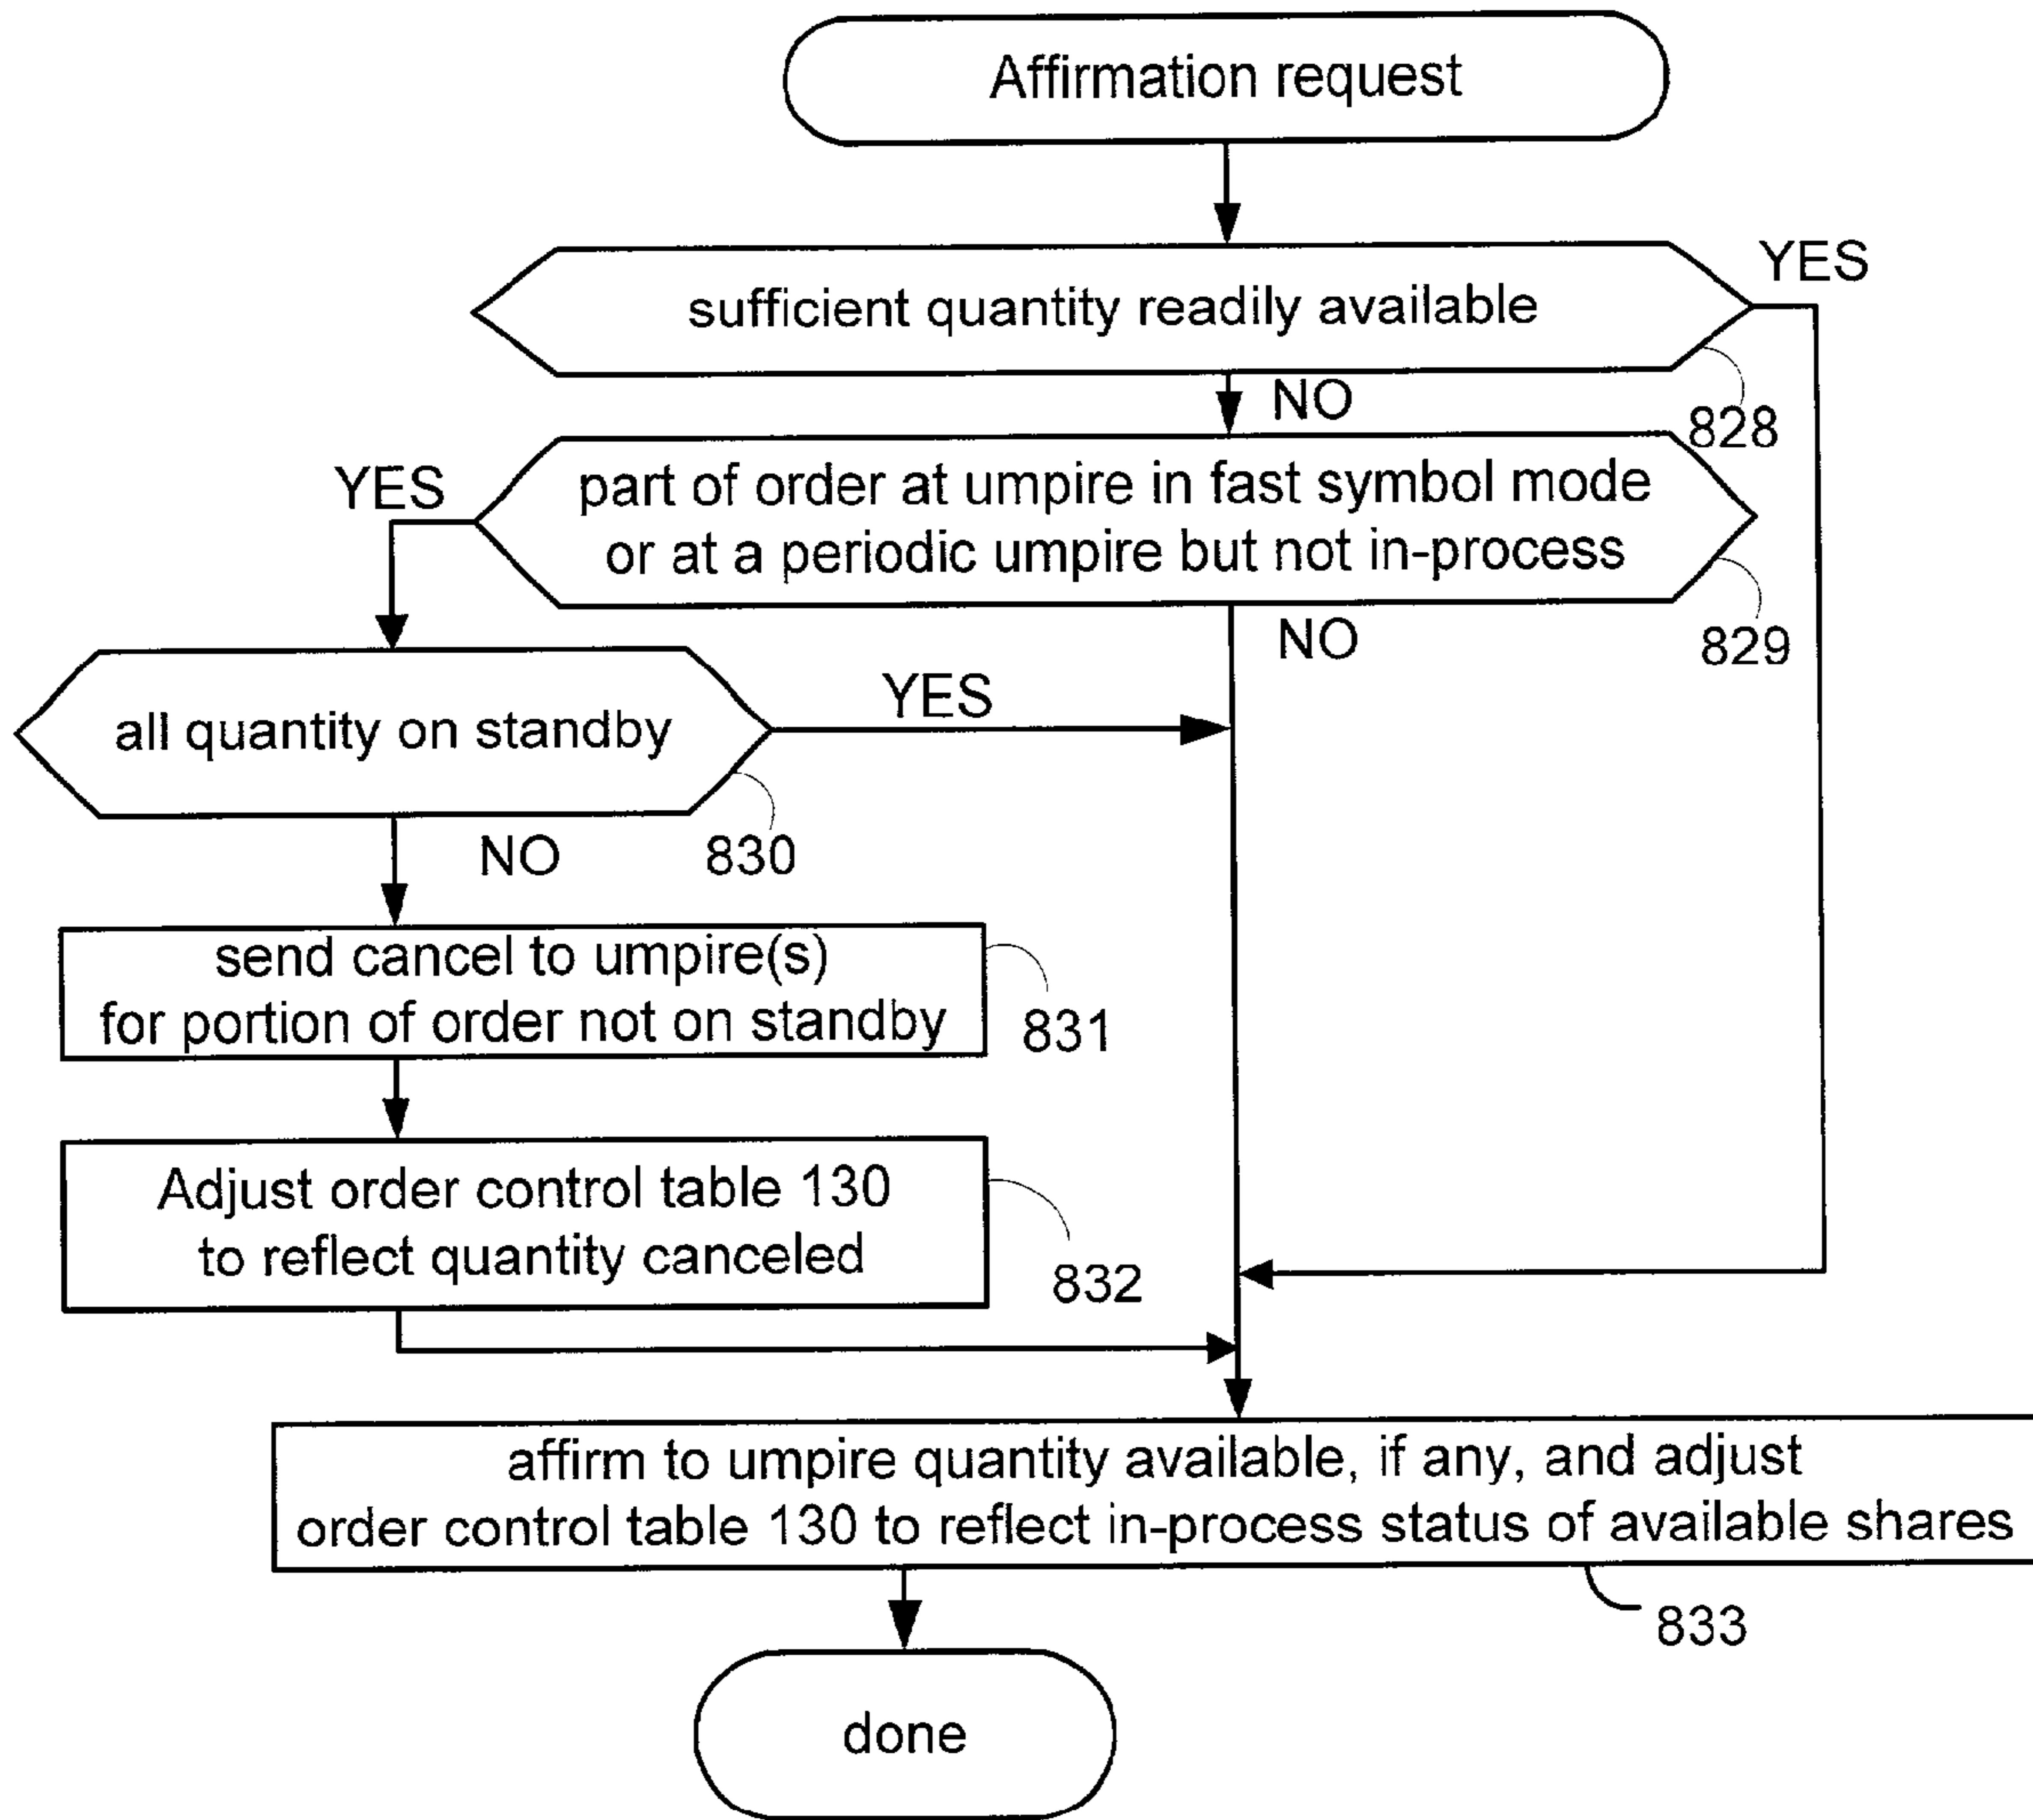 Affirmation request
YES
sufficient quantity readily available
NO
828
YES
part of order at umpire in fast symbol mode
or at a periodic umpire but not in-process
NO
829
all quantity on standby
YES
NO
830
send cancel to umpire(s)
for portion of order not on standby
831
Adjust order control table 130
to reflect quantity canceled
832
affirm to umpire quantity available, if any, and adjust
order control table 130 to reflect in-process status of available shares
833
done